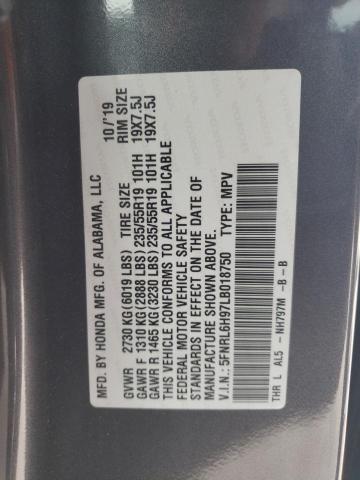 MFD. BY HONDA MFG. OF ALABAMA, LLC 10/'19
GVWR 2730 KG(6019 LBS) TIRE SIZE RIM SIZE
GAWR F 1310 KG(2888 LBS)235/55R19 101H 19X7.5J
GAWR R 1465 KG(3230 LBS)235/55R19 101H 19X7.5J
THIS VEHICLE CONFORMS TO ALL APPLICABLE
FEDERAL MOTOR VEHICLE SAFETY
STANDARDS IN EFFECT ON THE DATE OF
MANUFACTURE SHOWN ABOVE.
V.I.N.: 5FNRL6H97LB018750 TYPE: MPV
THR L AL5 -NH797M -B -B